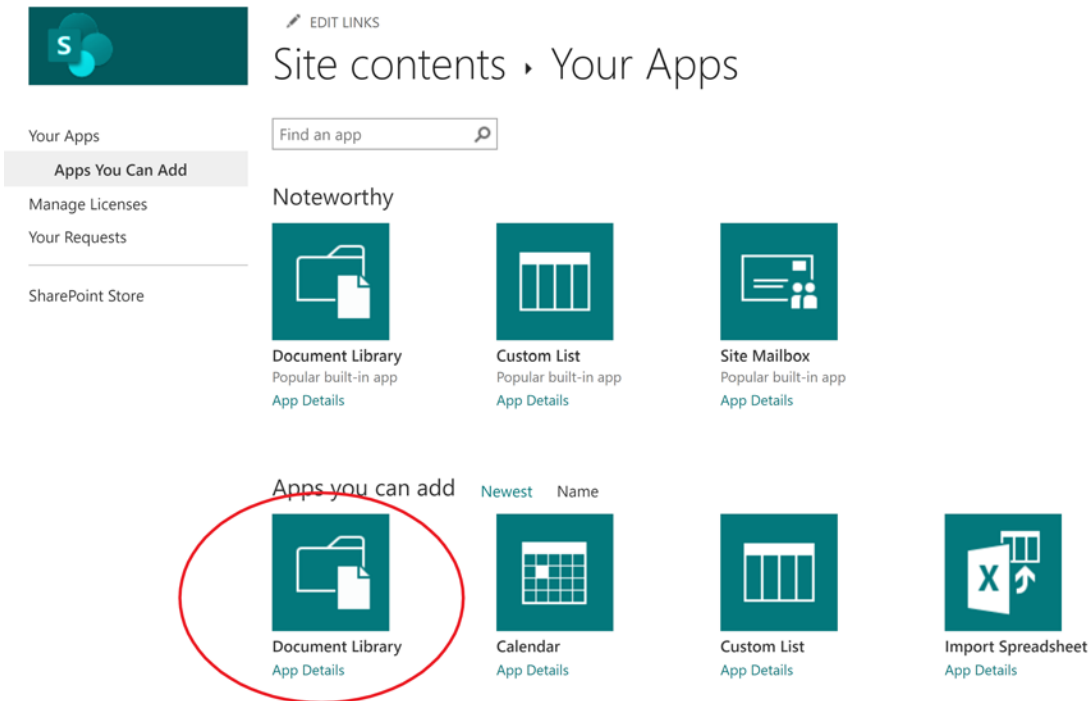 S
EDIT LINKS
Site contents ▸ Your Apps
Your Apps
Apps You Can Add
Manage Licenses
Your Requests
SharePoint Store
Find an app
Noteworthy
Document Library
Popular built-in app
App Details
Custom List
Popular built-in app
App Details
Site Mailbox
Popular built-in app
App Details
Apps you can add Newest Name
Document Library
App Details
Calendar
App Details
Custom List
App Details
X
Import Spreadsheet
App Details